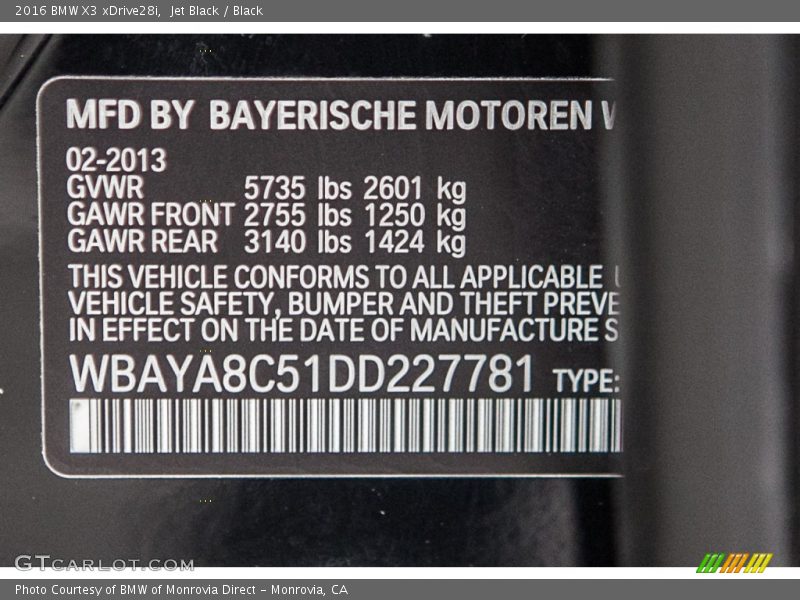 2016 BMW X3 xDrive28i, Jet Black / Black
MFD BY BAYERISCHE MOTOREN
02-2013
GVWR 5735 lbs 2601 kg
GAWR FRONT 2755 lbs 1250 kg
GAWR REAR 3140 lbs 1424 kg
THIS VEHICLE CONFORMS TO ALL APPLICABLE
VEHICLE SAFETY, BUMPER AND THEFT PREVE
IN EFFECT ON THE DATE OF MANUFACTURE S
WBAYA8C51DD227781 TYPE:
GTCARLOT.COM
Photo Courtesy of BMW of Monrovia Direct - Monrovia, CA